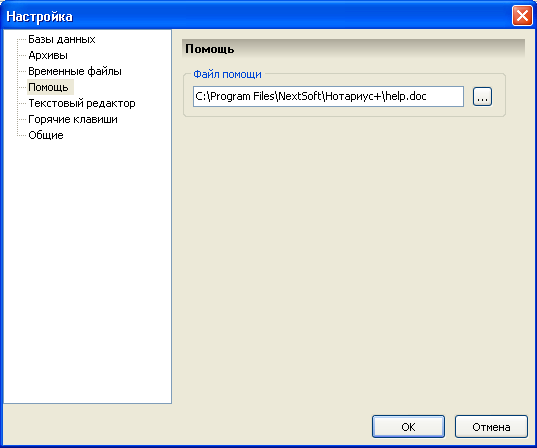 Настройка
Базы данных
Архивы
Временные файлы
Помощь
Текстовый редактор
Горячие клавиши
Общие
Помощь
Файл помощи
C:\Program Files\NextSoft\Нотариус+\help.doc
...
OK
Отмена